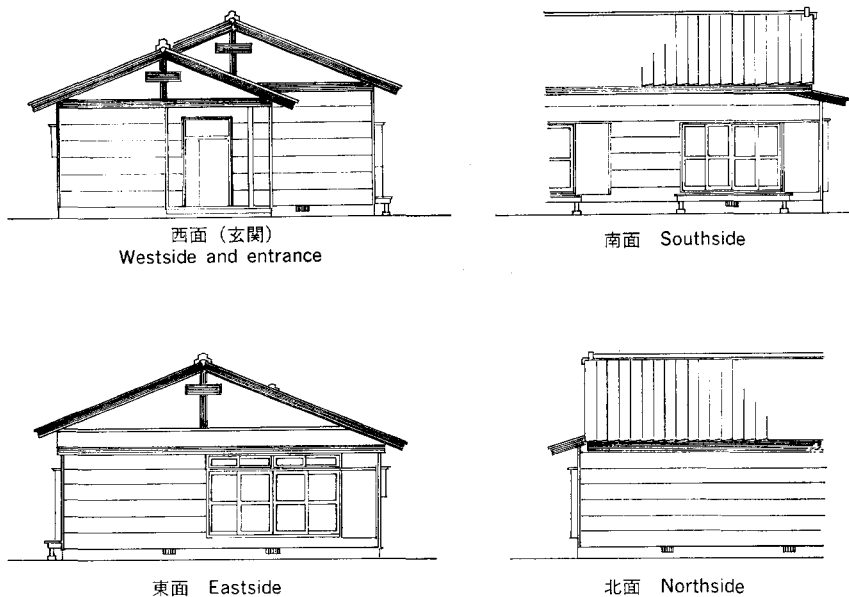 西面（玄関）
Westside and entrance
南面 Southside
東面 Eastside
北面 Northside